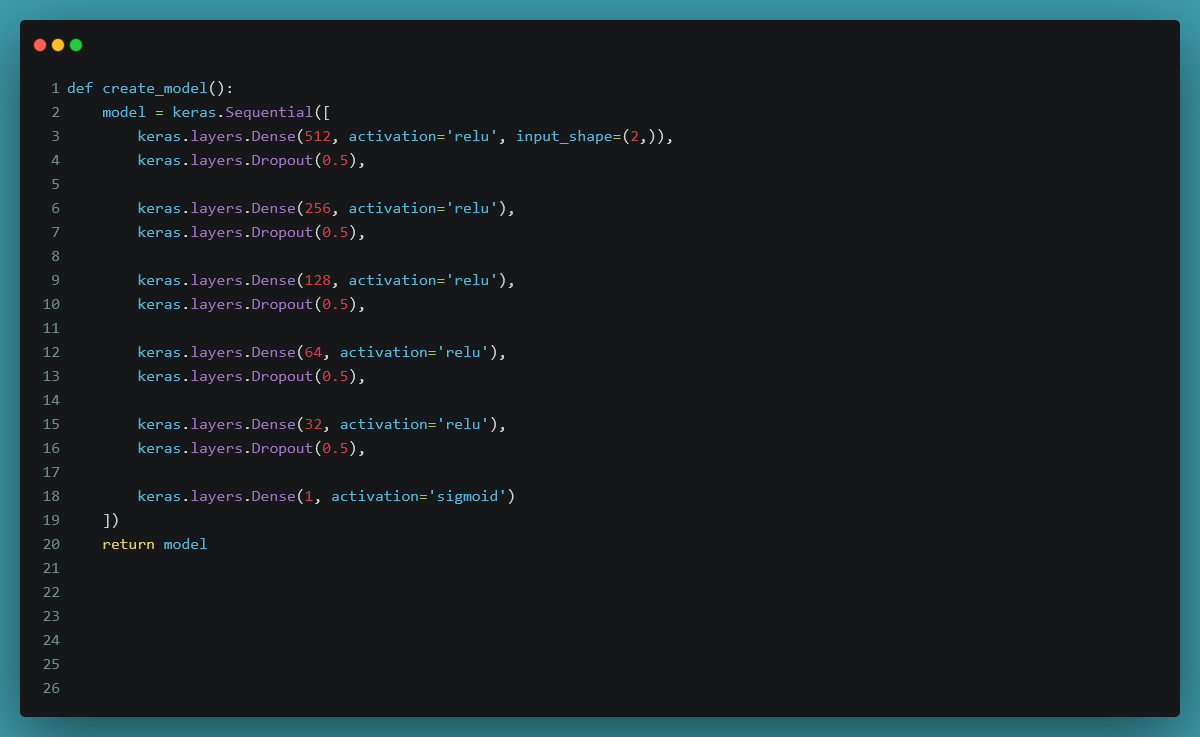 1 def create_model():
2     model = keras.Sequential([
3         keras.layers.Dense(512, activation='relu', input_shape=(2,)),
4         keras.layers.Dropout(0.5),
5
6         keras.layers.Dense(256, activation='relu'),
7         keras.layers.Dropout(0.5),
8
9         keras.layers.Dense(128, activation='relu'),
10         keras.layers.Dropout(0.5),
11
12         keras.layers.Dense(64, activation='relu'),
13         keras.layers.Dropout(0.5),
14
15         keras.layers.Dense(32, activation='relu'),
16         keras.layers.Dropout(0.5),
17
18         keras.layers.Dense(1, activation='sigmoid')
19     ])
20     return model
21
22
23
24
25
26